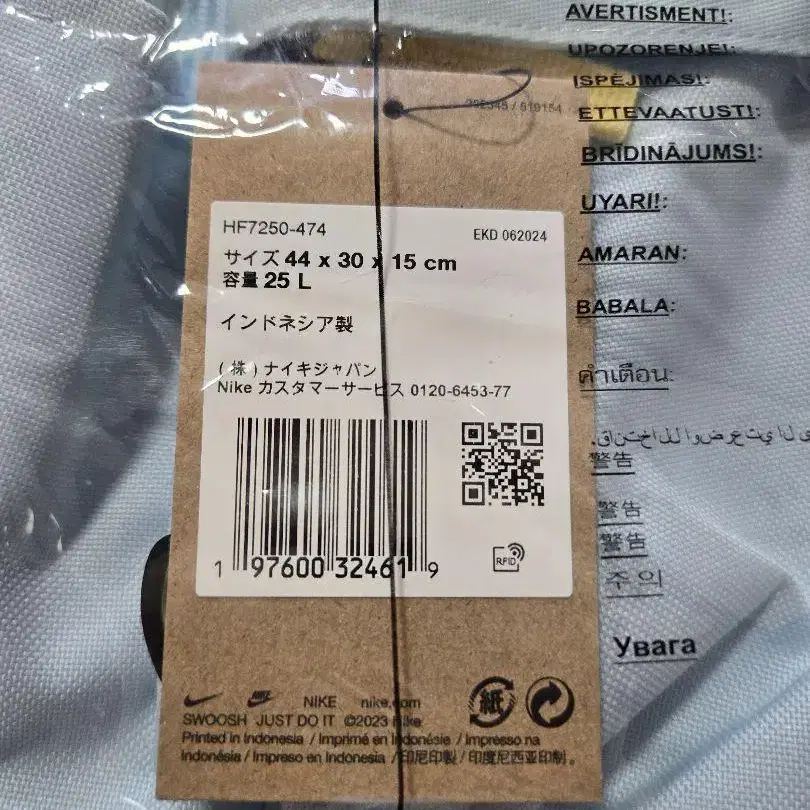 AVERTISMENT!:
UPOZORENJE!:
ĮSPĖJIMAS!:
ETTEVAATUST!:
BRĪDINĀJUMS!:
UYARI!:
AMARAN:
BABALA:
คำเตือน:
警告
警告
警告
주의
Увага
HF7250-474
EKD 062024
サイズ 44 x 30 x 15 cm
容量 25 L
インドネシア製
(株)ナイキジャパン
Nike カスタマーサービス 0120-6453-77
1 97600 32461 9
RFID
NIKE nike.com
紙
SWOOSH JUST DO IT ©2023 Nike
Printed in Indonesia / Imprimé en Indonésie / Impresso na
Indonésia / Impreso en Indonesia /印尼印製/印度尼西亚印制。